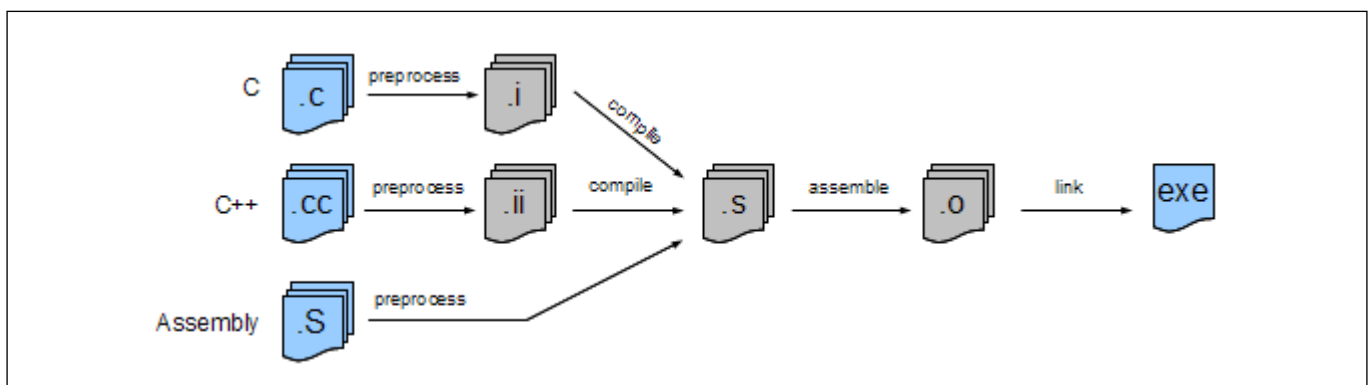 C .c preprocess .i compile
C++ .cc preprocess .ii compile .s assemble .o link exe
Assembly .S preprocess